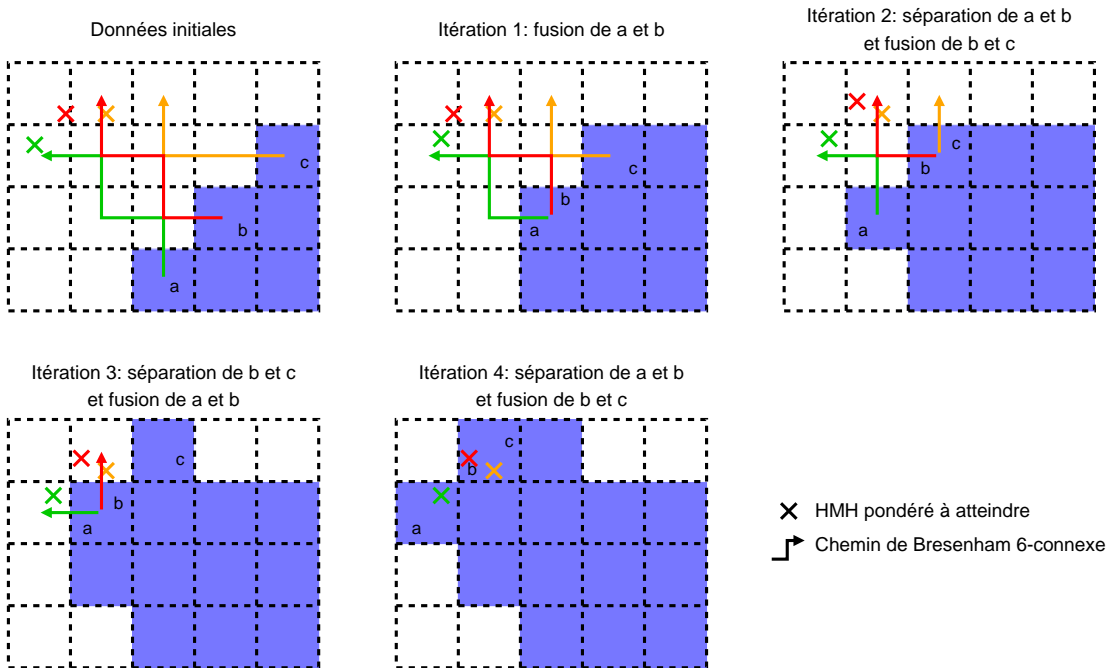 Données initiales
a
b
c
Itération 1: fusion de a et b
a
b
c
Itération 2: séparation de a et b
et fusion de b et c
a
b
c
Itération 3: séparation de b et c
et fusion de a et b
a
b
c
Itération 4: séparation de a et b
et fusion de b et c
a
b
c
HMH pondéré à atteindre
Chemin de Bresenham 6-connexe